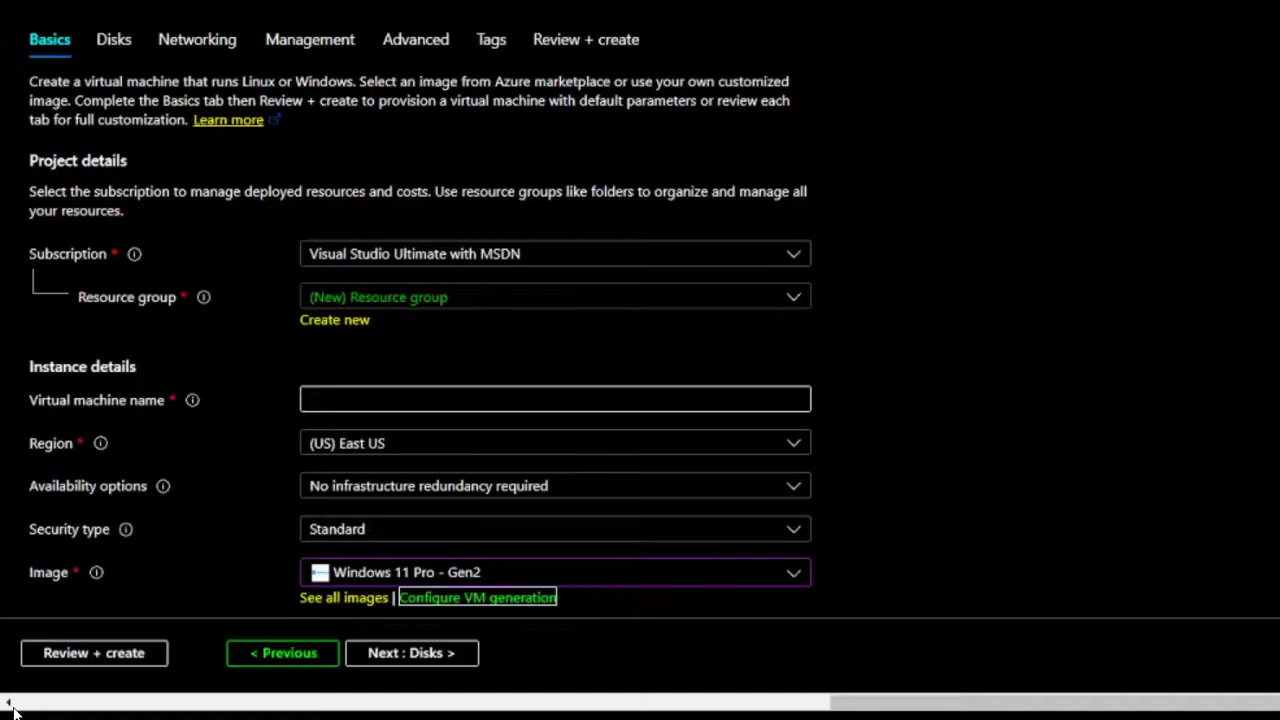 Basics Disks Networking Management Advanced Tags Review + create
Create a virtual machine that runs Linux or Windows. Select an image from Azure marketplace or use your own customized
image. Complete the Basics tab then Review + create to provision a virtual machine with default parameters or review each
tab for full customization. Learn more
Project details
Select the subscription to manage deployed resources and costs. Use resource groups like folders to organize and manage all
your resources.
Subscription * Visual Studio Ultimate with MSDN
Resource group * (New) Resource group
Create new
Instance details
Virtual machine name *
Region * (US) East US
Availability options No infrastructure redundancy required
Security type Standard
Image * Windows 11 Pro - Gen2
See all images | Configure VM generation
Review + create < Previous Next : Disks >